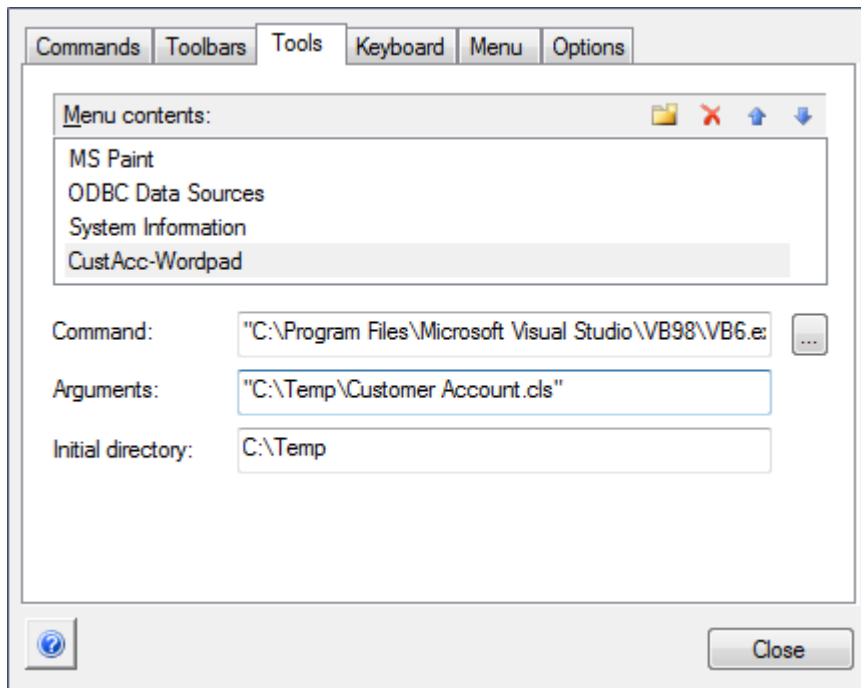 Commands Toolbars Tools Keyboard Menu Options
Menu contents:
MS Paint
ODBC Data Sources
System Information
CustAcc-Wordpad
Command: "C:\Program Files\Microsoft Visual Studio\VB98\VB6.e ...
Arguments: "C:\Temp\Customer Account.cls"
Initial directory: C:\Temp
Close